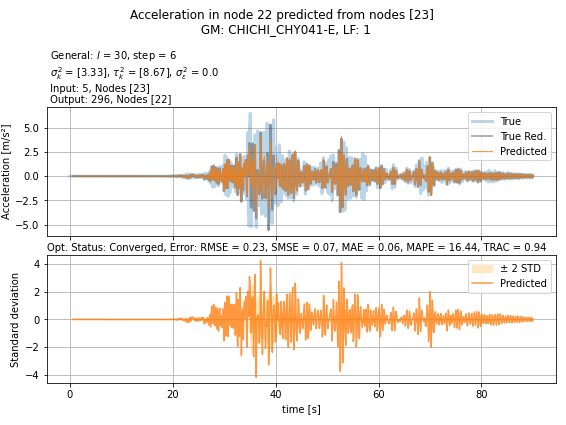 Acceleration in node 22 predicted from nodes [23]
GM: CHICHI_CHY041-E, LF: 1
General: l = 30, step = 6
σ²ₖ = [3.33], τ²ₖ = [8.67], σ²ε = 0.0
Input: 5, Nodes [23]
Output: 296, Nodes [22]
Acceleration [m/s²]
5.0
2.5
0.0
−2.5
−5.0
True
True Red.
Predicted
Opt. Status: Converged, Error: RMSE = 0.23, SMSE = 0.07, MAE = 0.06, MAPE = 16.44, TRAC = 0.94
Standard deviation
4
2
0
−2
−4
± 2 STD
Predicted
0 20 40 60 80
time [s]